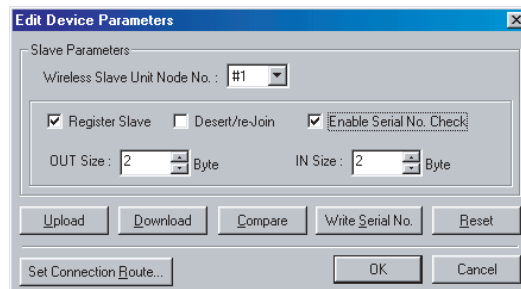 Edit Device Parameters
Slave Parameters
Wireless Slave Unit Node No. : #1
Register Slave Desert/re-Join Enable Serial No. Check
OUT Size : 2 Byte IN Size : 2 Byte
Upload Download Compare Write Serial No. Reset
Set Connection Route... OK Cancel